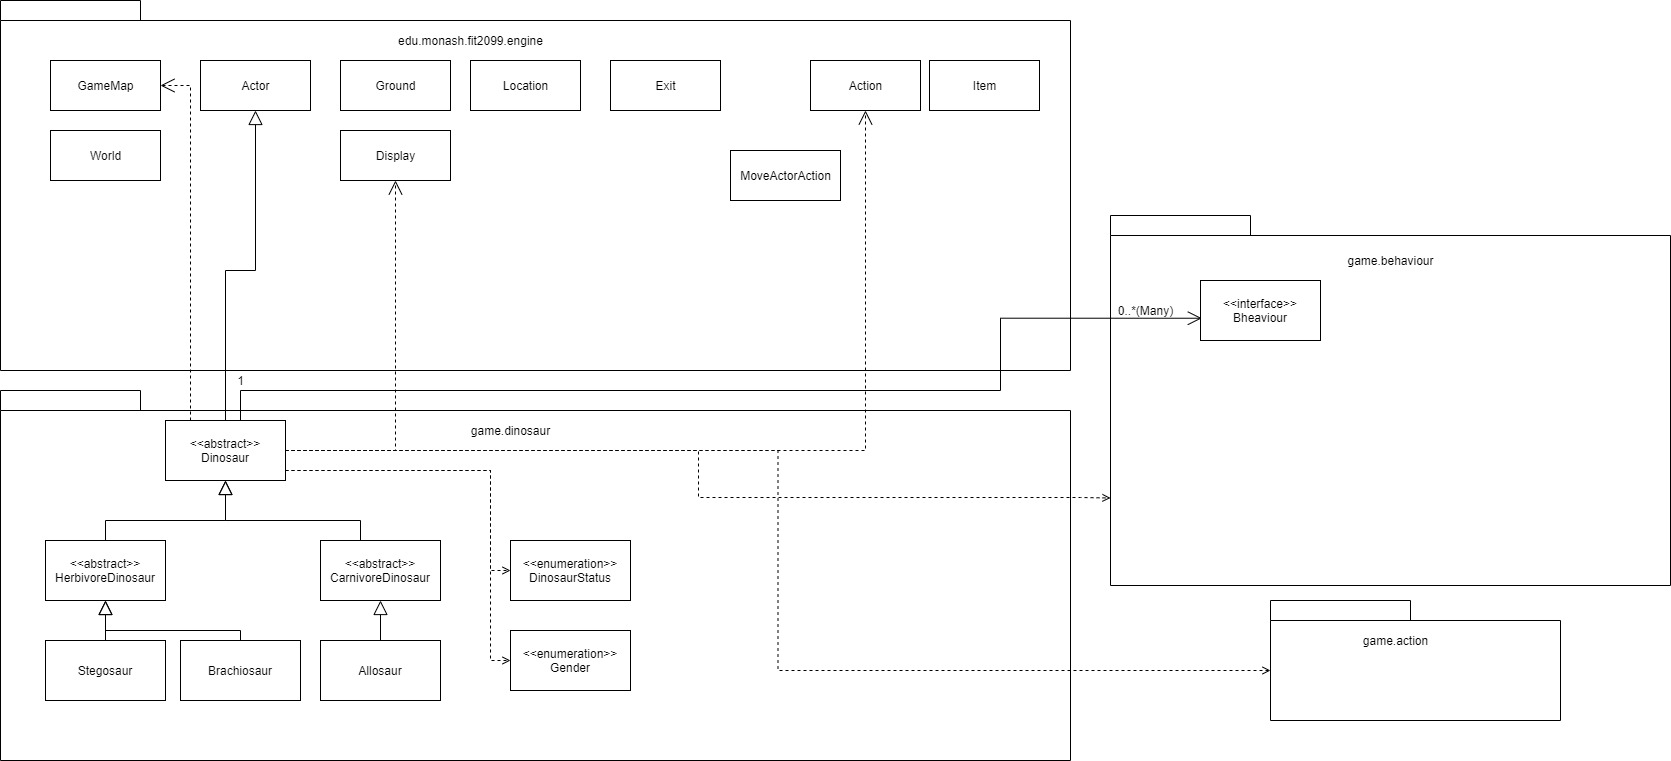 edu.monash.fit2099.engine
GameMap
Actor
Ground
Location
Exit
Action
Item
World
Display
MoveActorAction
game.behaviour
<<interface>>
Bheaviour
0..*(Many)
1
game.dinosaur
<<abstract>>
Dinosaur
<<abstract>>
HerbivoreDinosaur
<<abstract>>
CarnivoreDinosaur
<<enumeration>>
DinosaurStatus
<<enumeration>>
Gender
Stegosaur
Brachiosaur
Allosaur
game.action